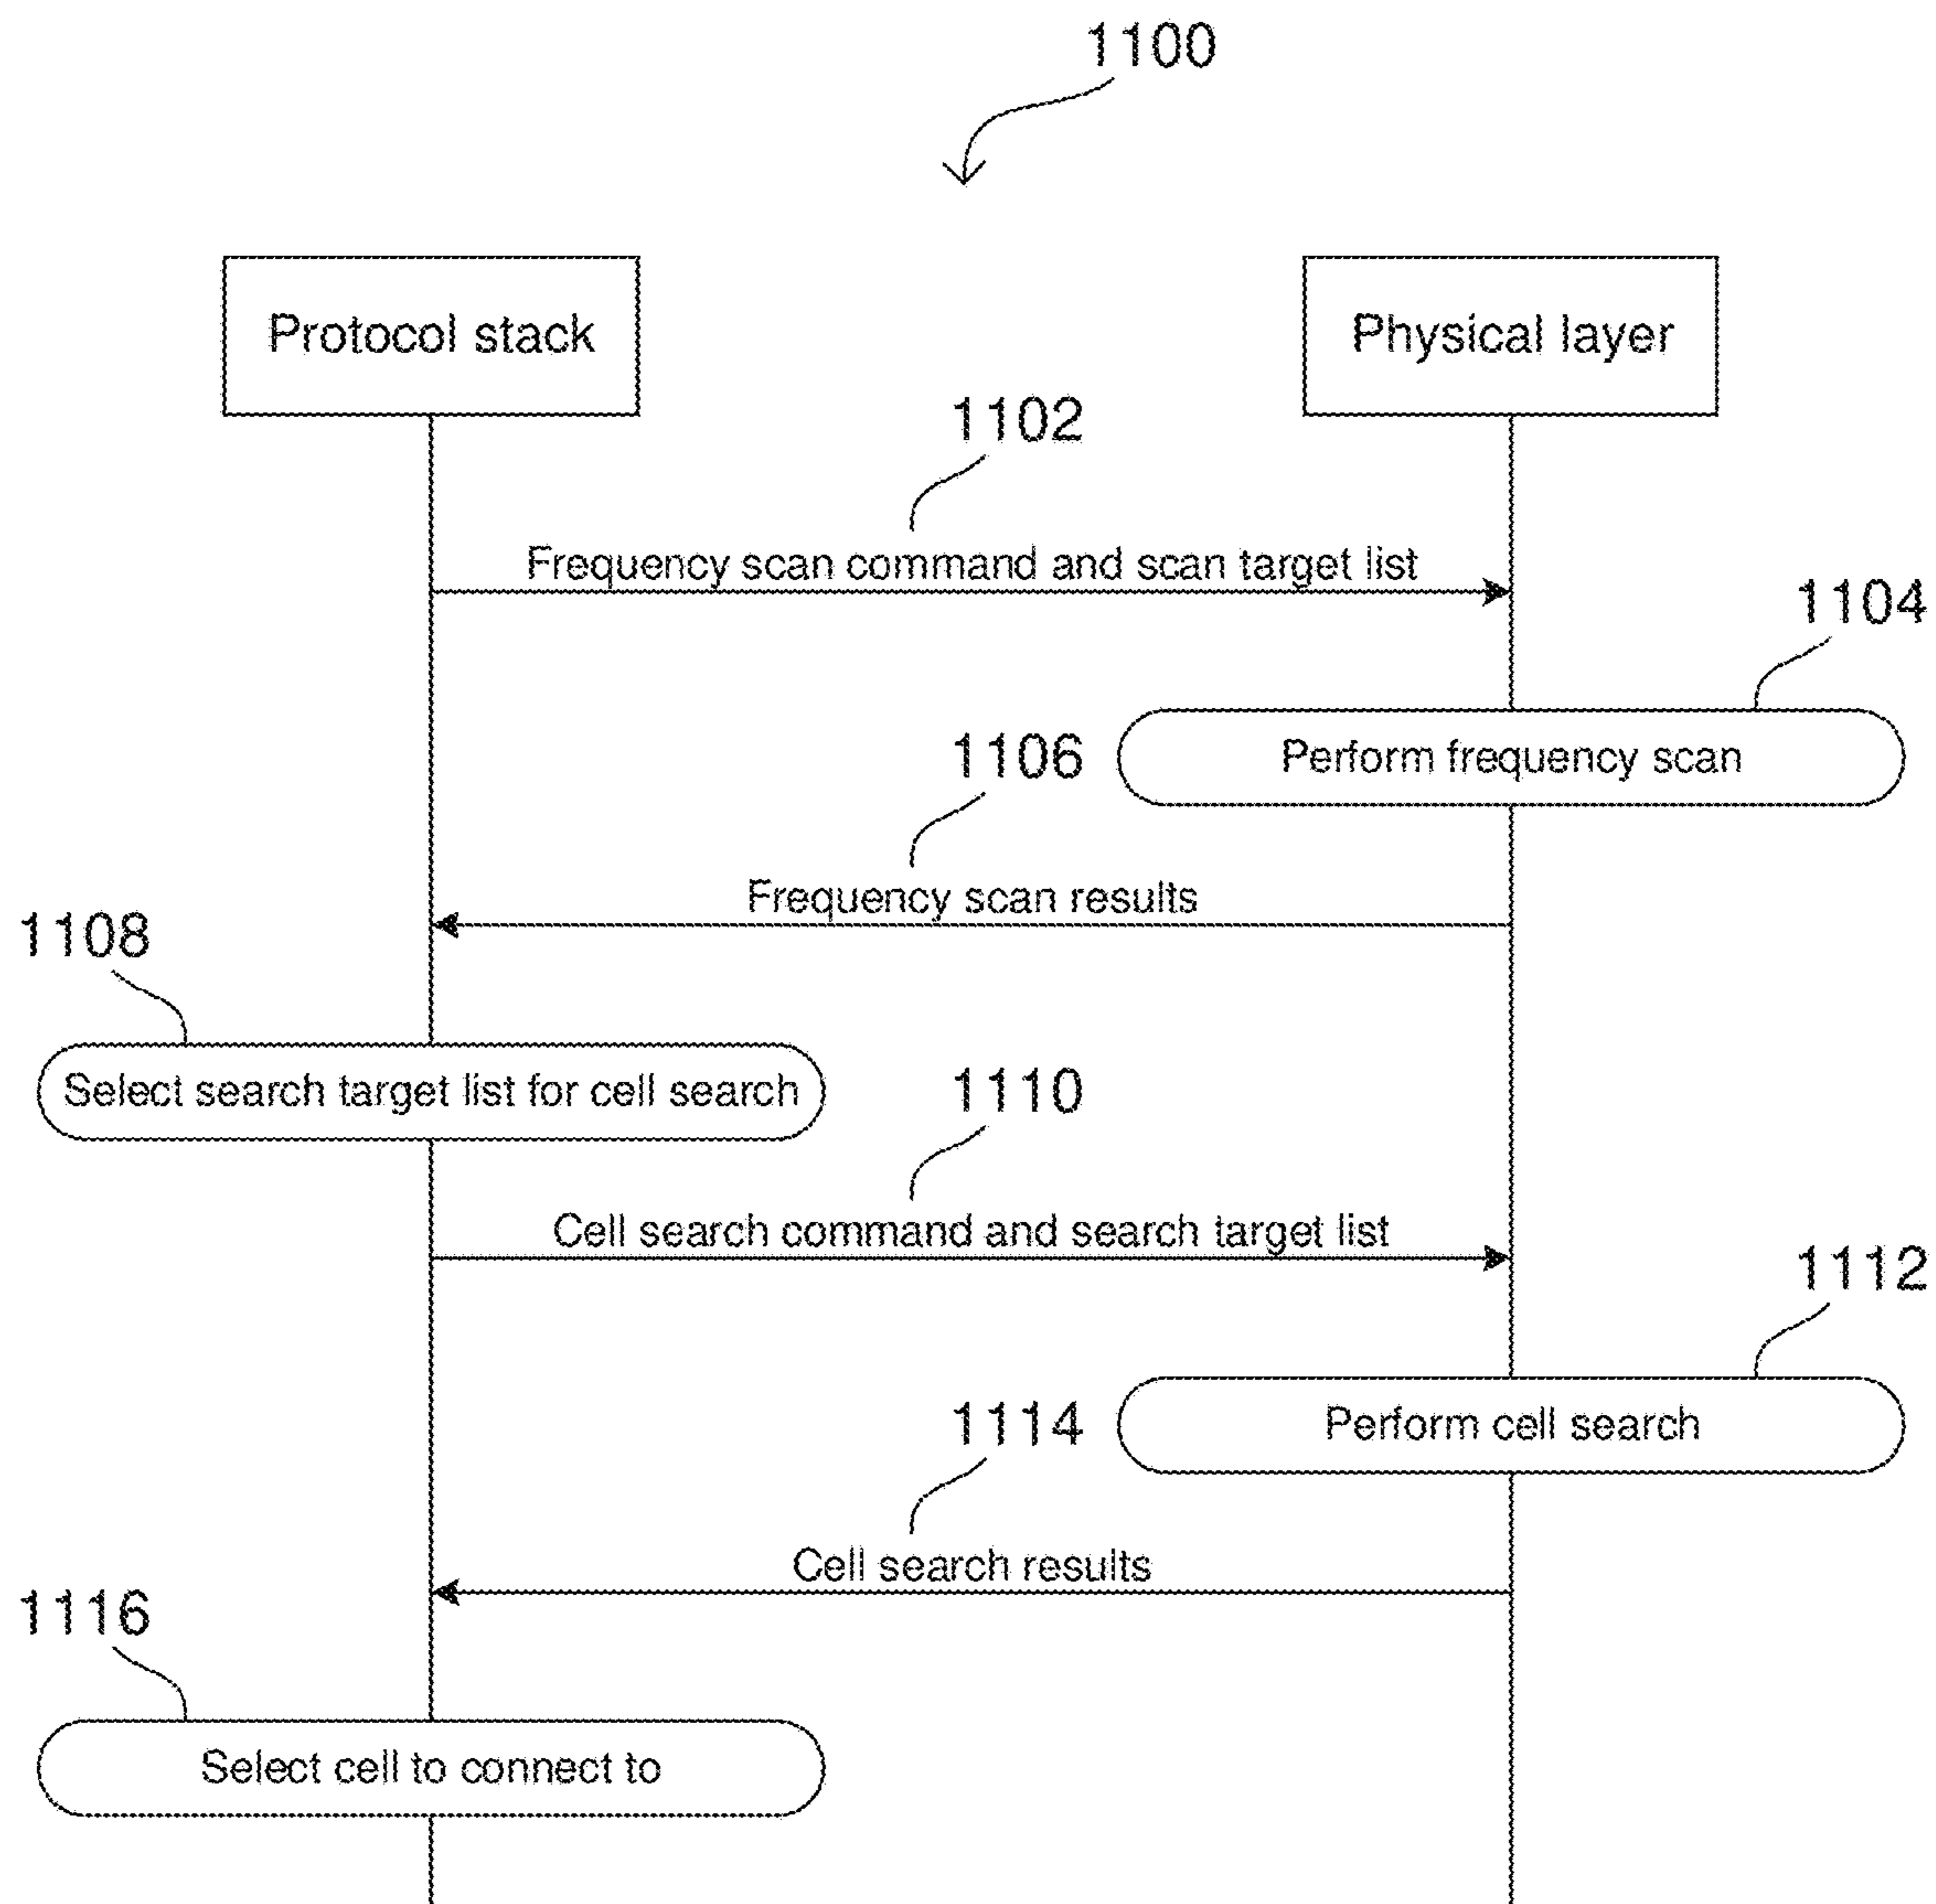 1100
Protocol stack
Physical layer
1102
Frequency scan command and scan target list
1104
Perform frequency scan
1106
Frequency scan results
1108
Select search target list for cell search
1110
Cell search command and search target list
1112
Perform cell search
1114
Cell search results
1116
Select cell to connect to